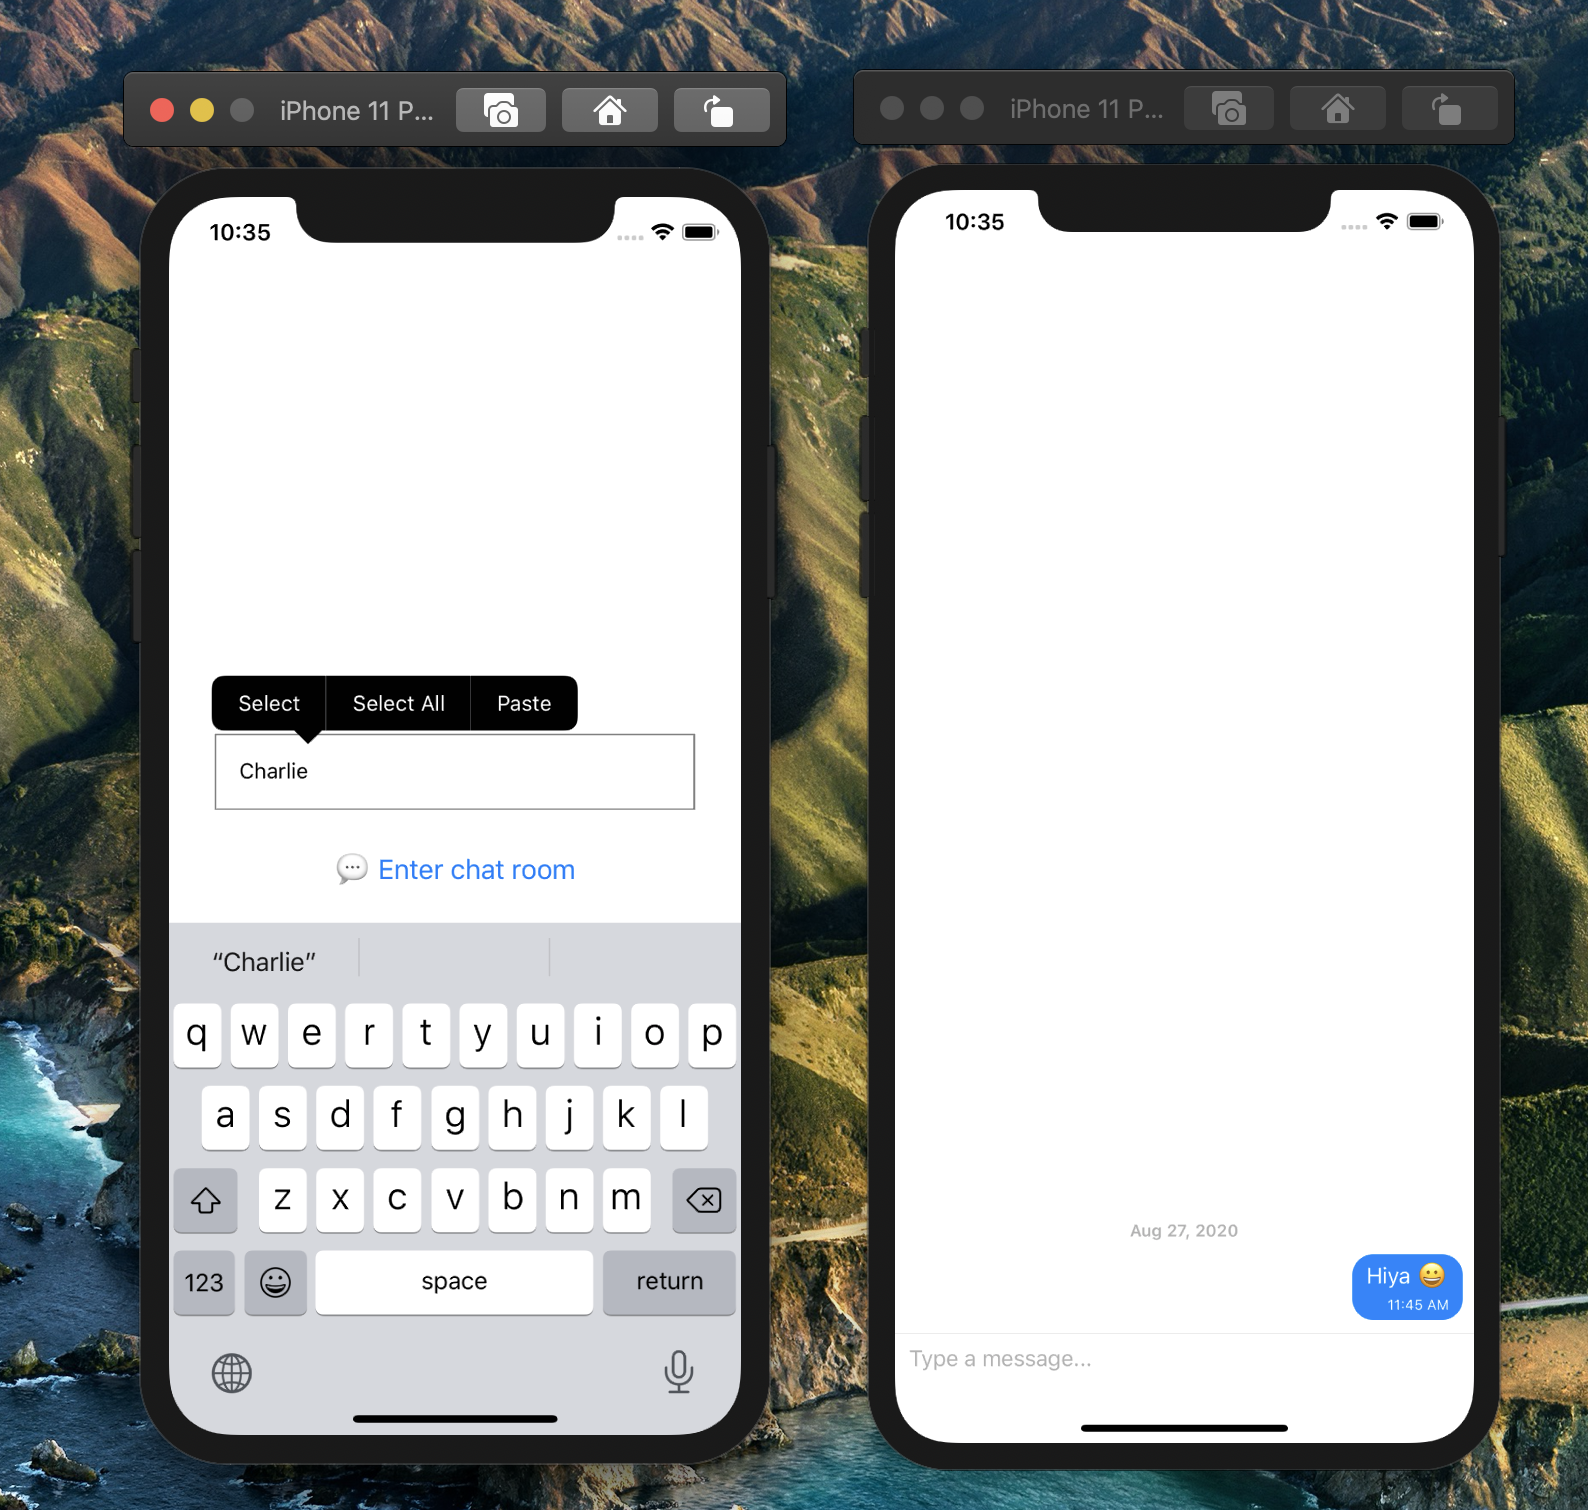 iPhone 11 P...
10:35
Select Select All Paste
Charlie
💬 Enter chat room
“Charlie”
q w e r t y u i o p
a s d f g h j k l
z x c v b n m
123 space return
iPhone 11 P...
10:35
Aug 27, 2020
Hiya 😀
11:45 AM
Type a message...